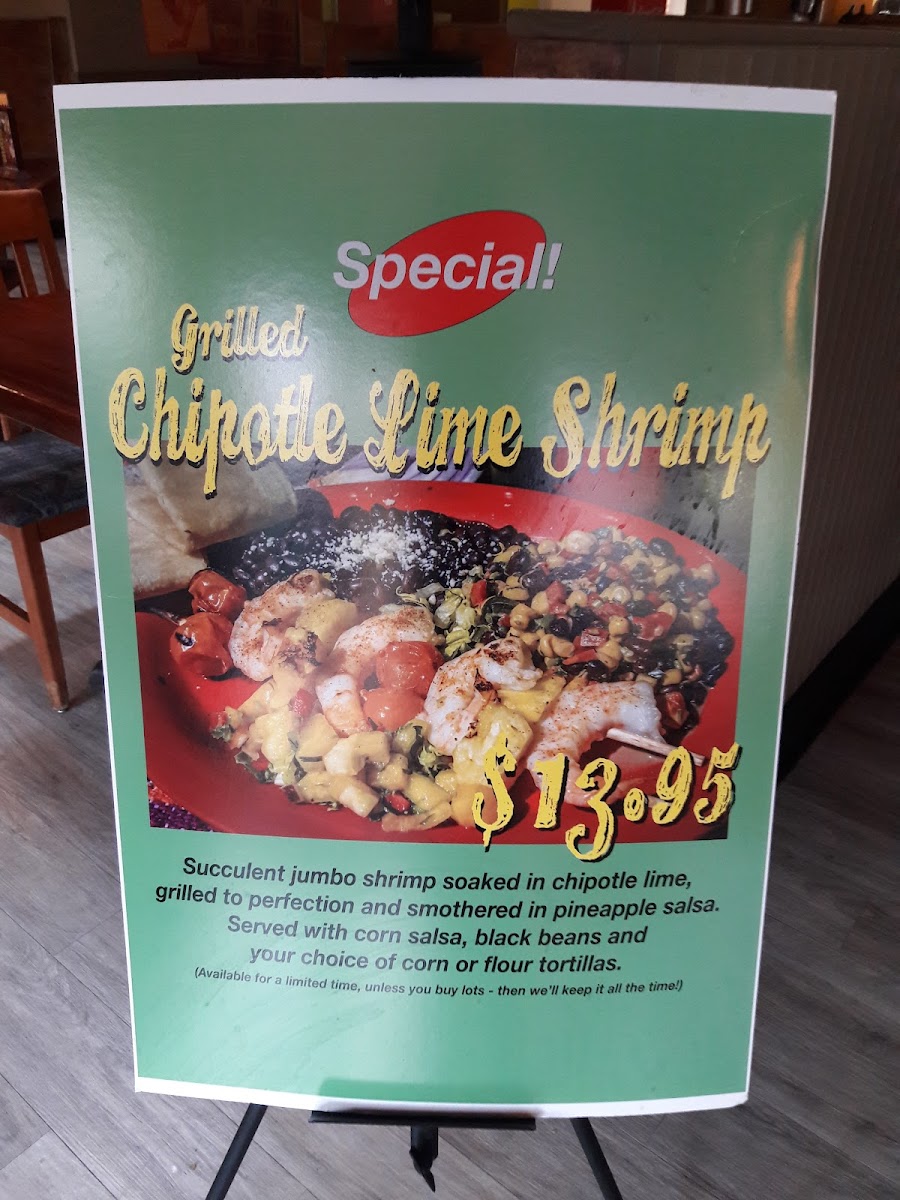 Special!
Grilled
Chipotle Lime Shrimp
$13.95
Succulent jumbo shrimp soaked in chipotle lime,
grilled to perfection and smothered in pineapple salsa.
Served with corn salsa, black beans and
your choice of corn or flour tortillas.
(Available for a limited time, unless you buy lots - then we'll keep it all the time!)